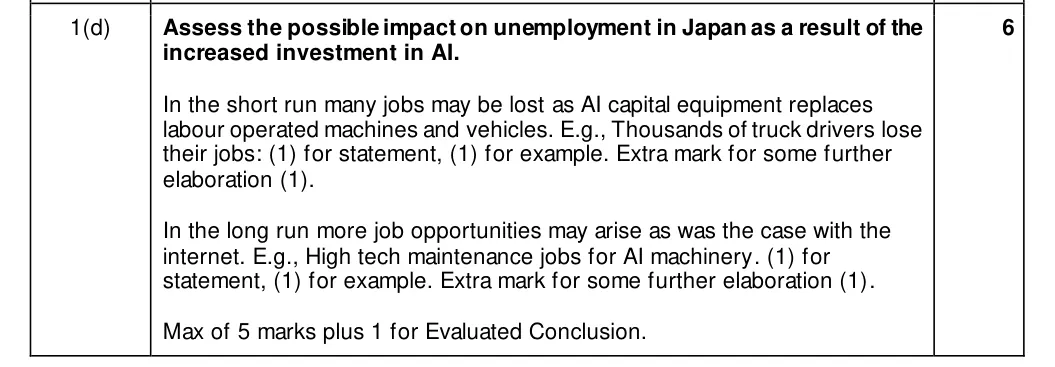 1(d) Assess the possible impact on unemployment in Japan as a result of the 6
increased investment in AI.
In the short run many jobs may be lost as AI capital equipment replaces
labour operated machines and vehicles. E.g., Thousands of truck drivers lose
their jobs: (1) for statement, (1) for example. Extra mark for some further
elaboration (1).
In the long run more job opportunities may arise as was the case with the
internet. E.g., High tech maintenance jobs for AI machinery. (1) for
statement, (1) for example. Extra mark for some further elaboration (1).
Max of 5 marks plus 1 for Evaluated Conclusion.